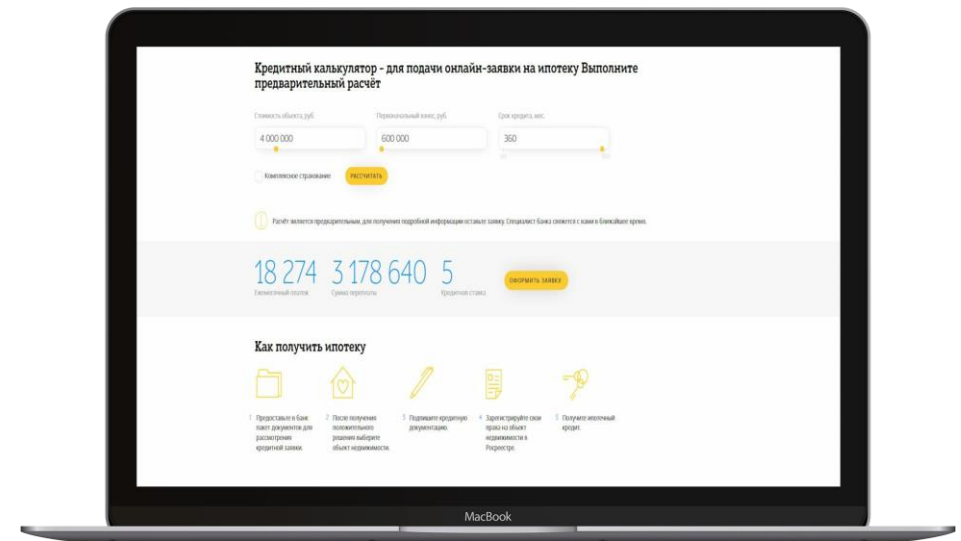 Кредитный калькулятор - для подачи онлайн-заявки на ипотеку Выполните
предварительный расчёт
Стоимость объекта, руб.
Первоначальный взнос, руб.
Срок кредита, мес.
4 000 000
600 000
360
Комплексное страхование
РАССЧИТАТЬ
Расчёт является предварительным, для получения подробной информации оставьте заявку. Специалист банка свяжется с вами в ближайшее время.
18 274
3 178 640
5
ОФОРМИТЬ ЗАЯВКУ
Ежемесячный платеж
Сумма переплаты
Кредитная ставка
Как получить ипотеку
1 Предоставьте в банк
пакет документов для
рассмотрения
кредитной заявки.
2 После получения
положительного
решения выберите
объект недвижимости.
3 Подпишите кредитную
документацию.
4 Зарегистрируйте свои
права на объект
недвижимости в
Росреестре.
5 Получите ипотечный
кредит.
MacBook